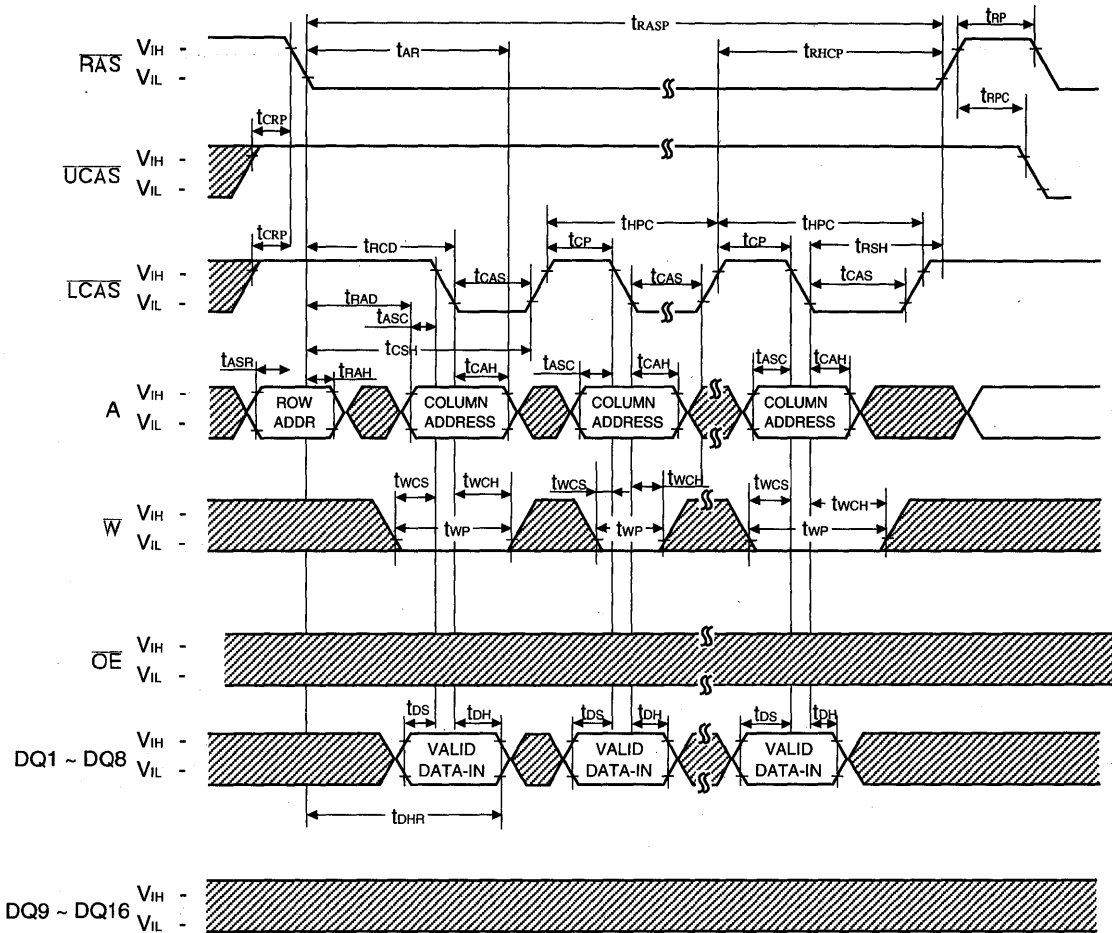 tRASP
tRP
tAR
tRHCP
RAS
VIH -
VIL -
tRPC
tCRP
UCAS
VIH -
VIL -
tHPC
tHPC
tCRP
tRCD
tCP
tCP
tRSH
LCAS
VIH -
VIL -
tCAS
tCAS
tCAS
tRAD
tASC
tCSH
tASR
tRAH
tCAH
tASC
tCAH
tASC
tCAH
A
VIH -
VIL -
ROW
ADDR
COLUMN
ADDRESS
COLUMN
ADDRESS
COLUMN
ADDRESS
tWCS
tWCH
tWCS
tWCH
tWCS
tWCH
W
VIH -
VIL -
tWP
tWP
tWP
OE
VIH -
VIL -
tDS
tDH
tDS
tDH
tDS
tDH
DQ1 ~ DQ8
VIH -
VIL -
VALID
DATA-IN
VALID
DATA-IN
VALID
DATA-IN
tDHR
DQ9 ~ DQ16
VIH -
VIL -